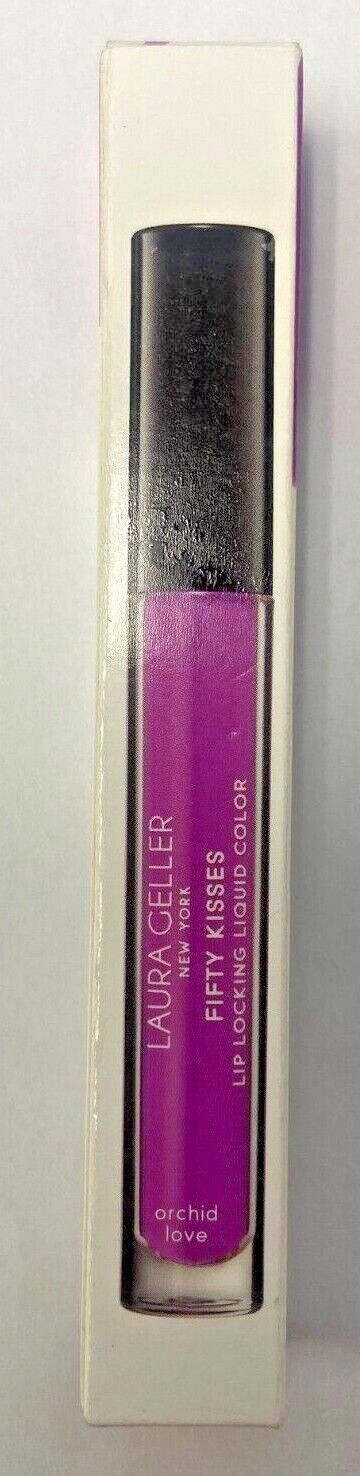 LAURA GELLER
NEW YORK
FIFTY KISSES
LIP LOCKING LIQUID COLOR
orchid
love